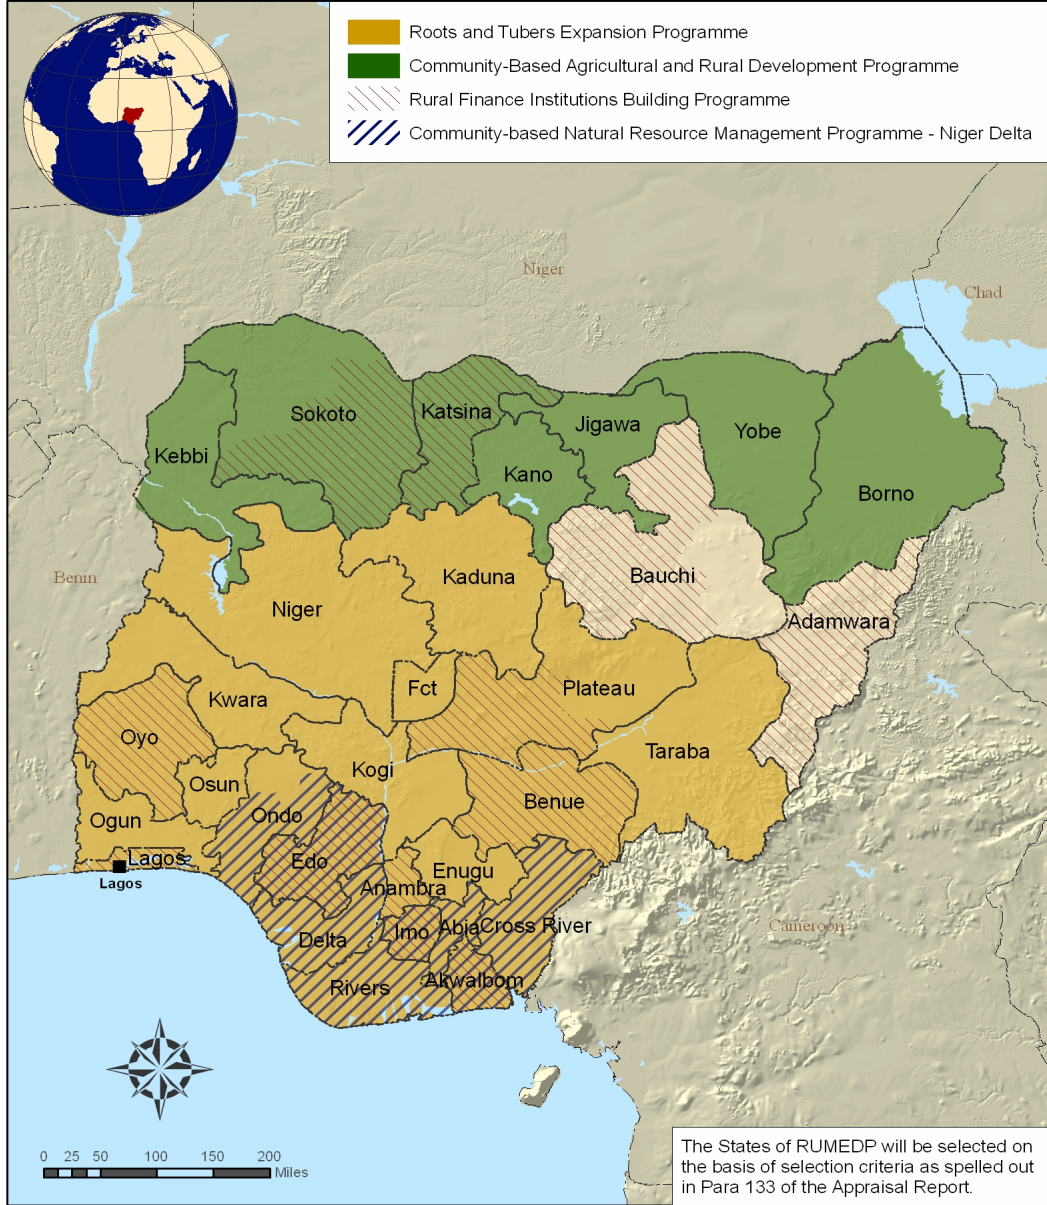 Roots and Tubers Expansion Programme
Community-Based Agricultural and Rural Development Programme
Rural Finance Institutions Building Programme
Community-based Natural Resource Management Programme - Niger Delta
Niger
Chad
Sokoto
Katsina
Jigawa
Yobe
Kebbi
Kano
Borno
Benin
Kaduna
Bauchi
Niger
Adamwara
Fct
Plateau
Kwara
Oyo
Taraba
Kogi
Osun
Benue
Ondo
Ogun
Lagos
Edo
Enugu
Lagos
Anambra
Imo
Abia
Cross River
Cameroon
Delta
Akwalbom
Rivers
0 25 50 100 150 200
Miles
The States of RUMEDP will be selected on
the basis of selection criteria as spelled out
in Para 133 of the Appraisal Report.